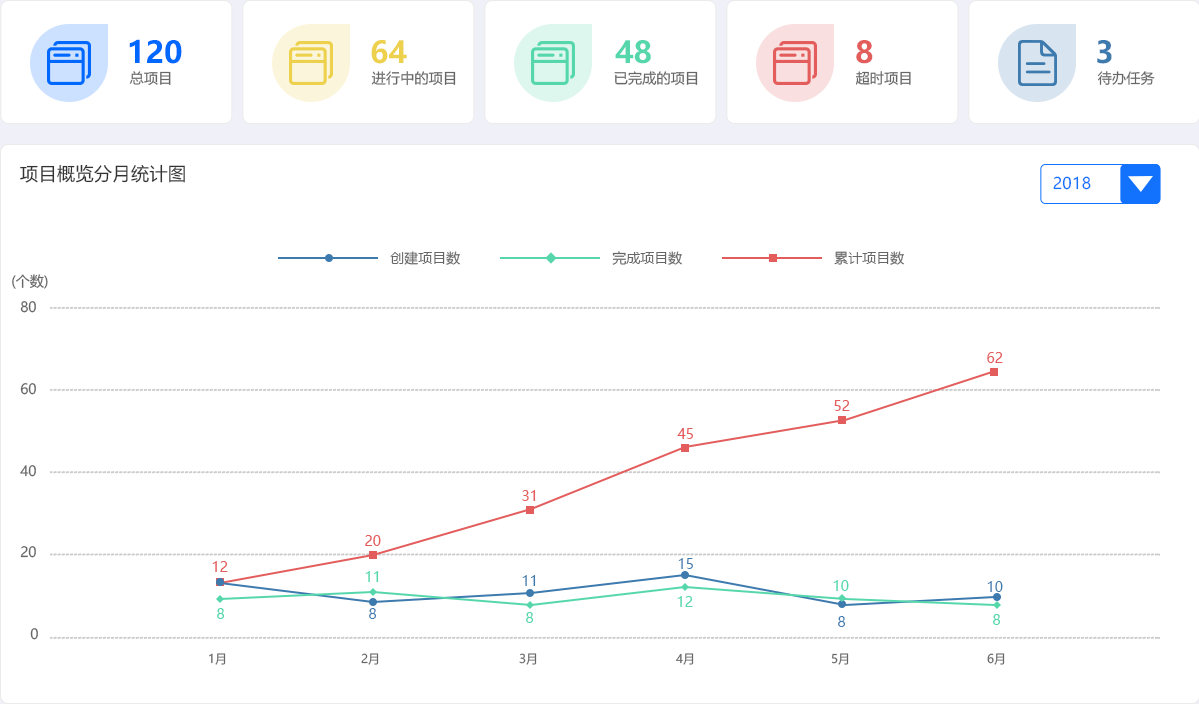 120
总项目
64
进行中的项目
48
已完成的项目
8
超时项目
3
待办任务
项目概览分月统计图
2018
创建项目数
完成项目数
累计项目数
(个数)
80
60
40
20
0
12
20
31
45
52
62
8
11
8
12
10
8
8
11
15
8
10
1月
2月
3月
4月
5月
6月